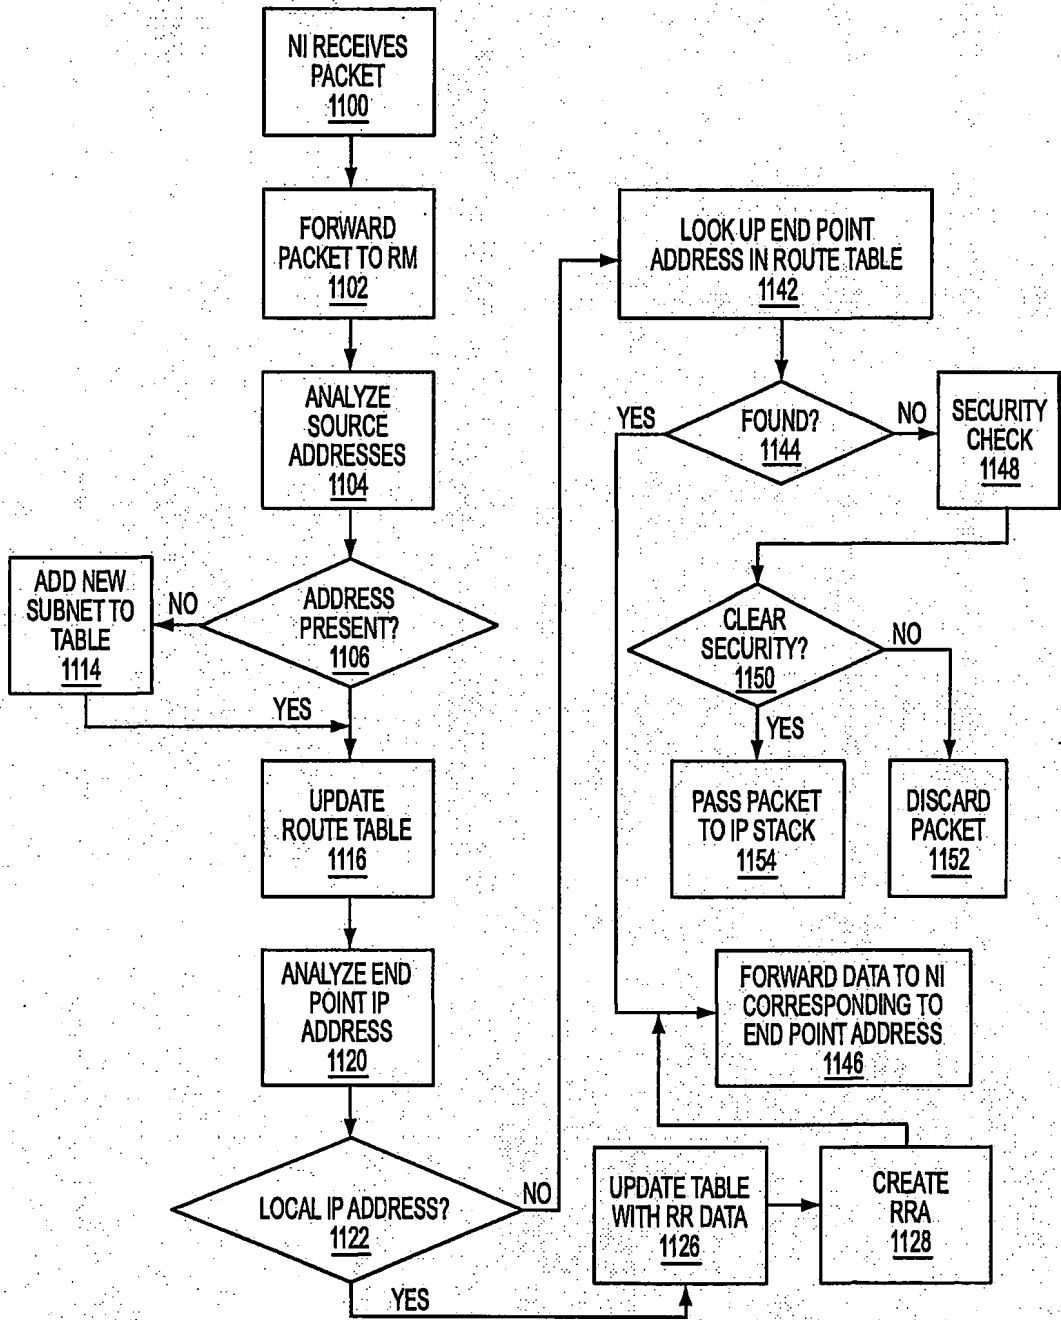 NI RECEIVES
PACKET
1100
FORWARD
PACKET TO RM
1102
ANALYZE
SOURCE
ADDRESSES
1104
ADDRESS
PRESENT?
1106
NO
ADD NEW
SUBNET TO
TABLE
1114
YES
UPDATE
ROUTE TABLE
1116
ANALYZE END
POINT IP
ADDRESS
1120
LOCAL IP ADDRESS?
1122
NO
YES
LOOK UP END POINT
ADDRESS IN ROUTE TABLE
1142
FOUND?
1144
YES
NO
SECURITY
CHECK
1148
CLEAR
SECURITY?
1150
NO
YES
PASS PACKET
TO IP STACK
1154
DISCARD
PACKET
1152
FORWARD DATA TO NI
CORRESPONDING TO
END POINT ADDRESS
1146
UPDATE TABLE
WITH RR DATA
1126
CREATE
RRA
1128